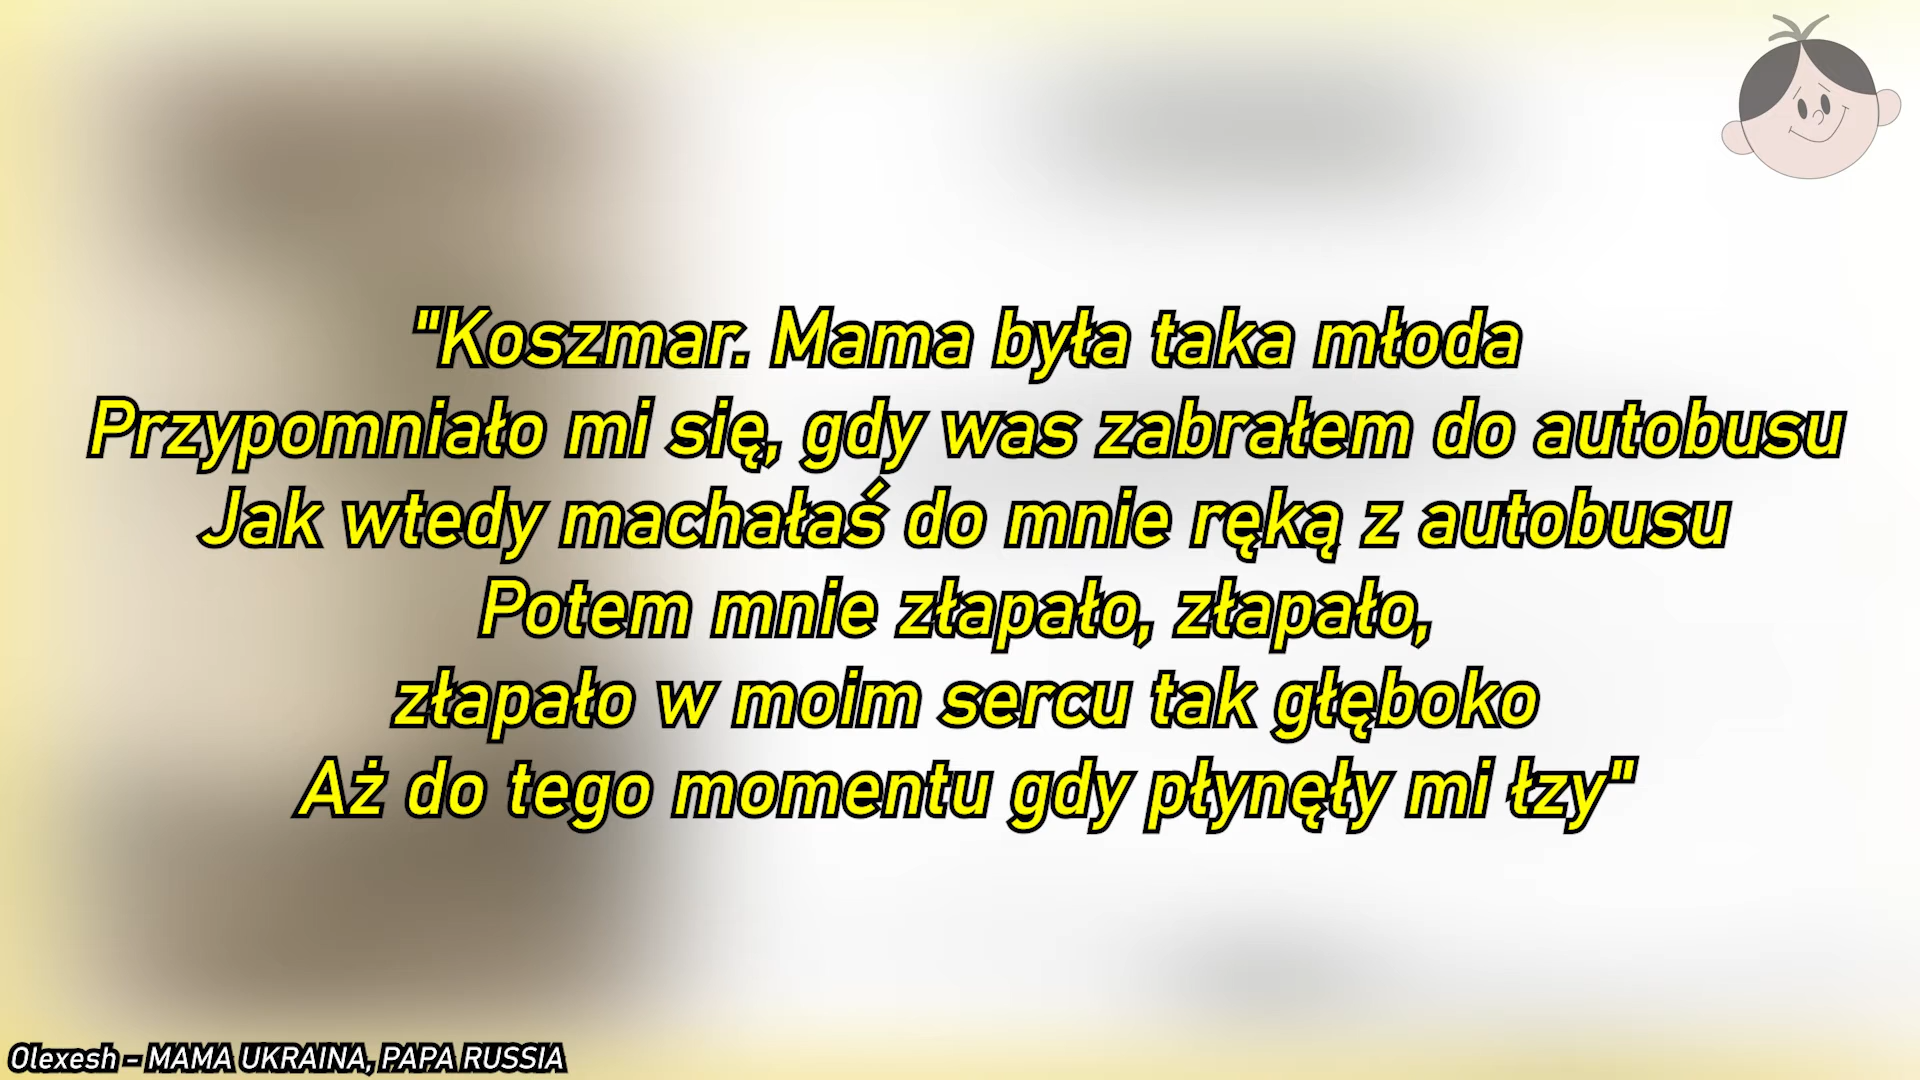 "Koszmar. Mama była taka młoda
Przypomniało mi się, gdy was zabrałem do autobusu
Jak wtedy machałaś do mnie ręką z autobusu
Potem mnie złapało, złapało,
złapało w moim sercu tak głęboko
Aż do tego momentu gdy płynęły mi łzy"
Olexesh - MAMA UKRAINA, PAPA RUSSIA